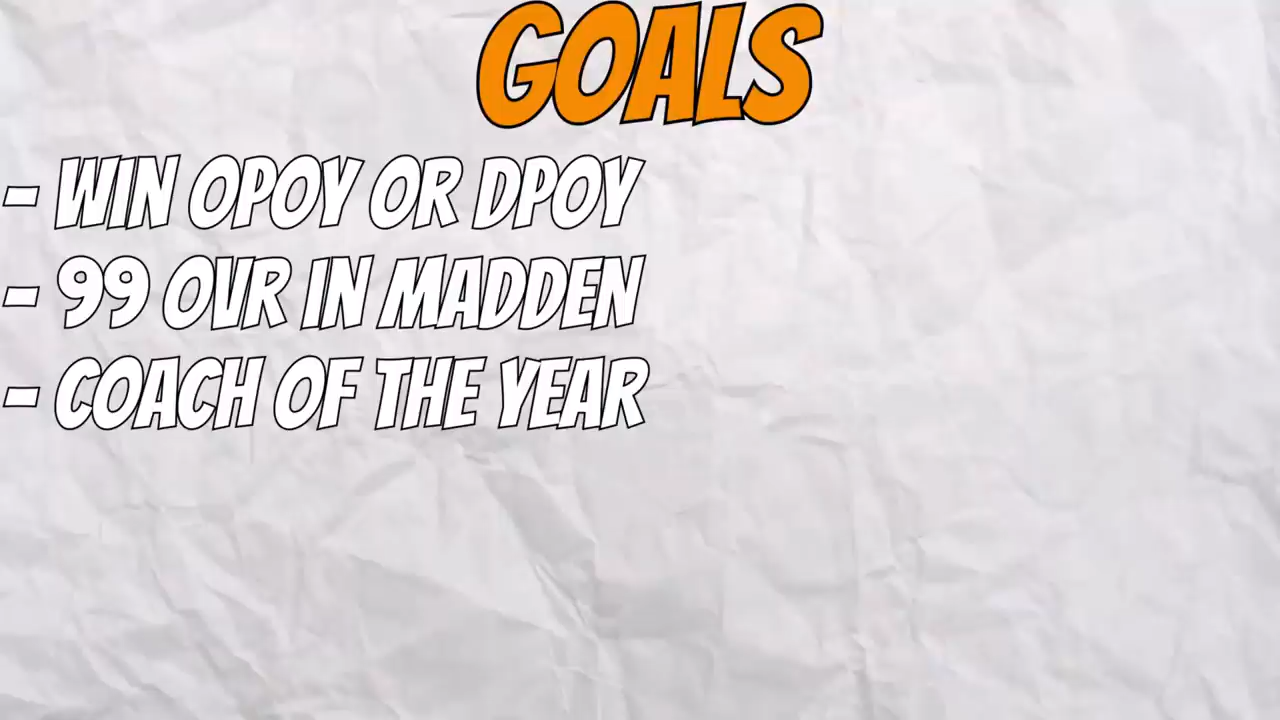 GOALS
- WIN OPOY OR DPOY
- 99 OVR IN MADDEN
- COACH OF THE YEAR